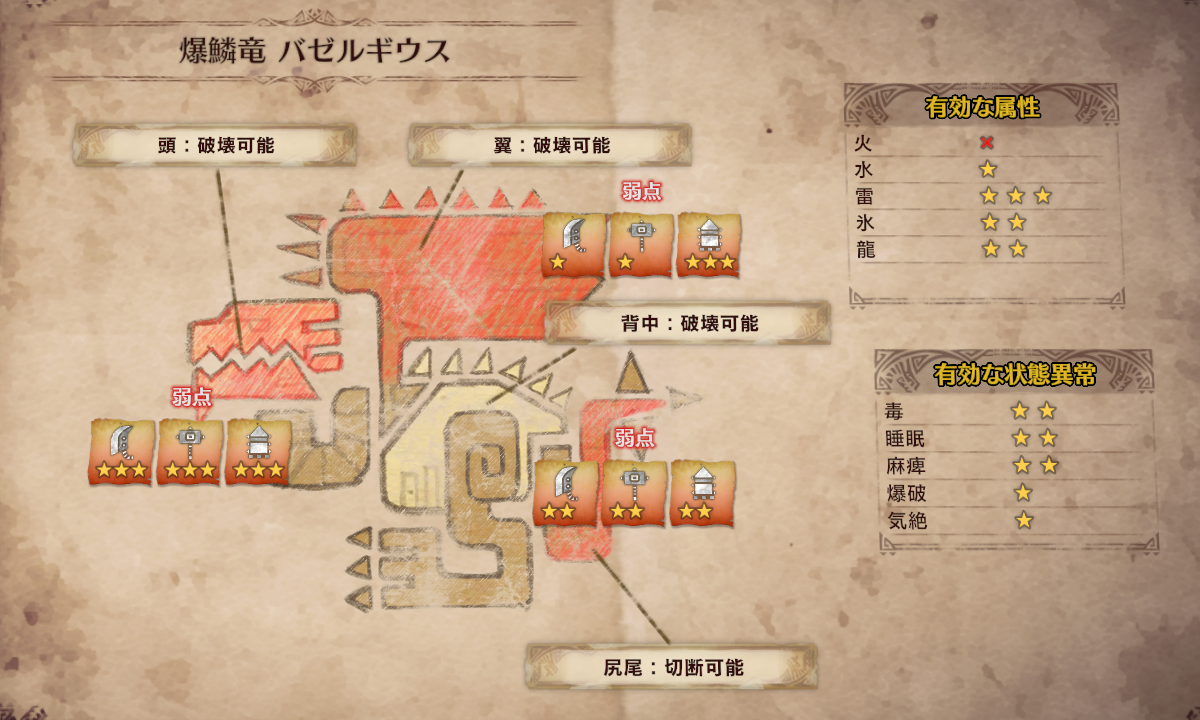 爆鱗竜 バゼルギウス
頭：破壊可能
翼：破壊可能
弱点
背中：破壊可能
弱点
弱点
尻尾：切断可能
有効な属性
火 ×
水 ★
雷 ★★★
氷 ★★
龍 ★★
有効な状態異常
毒 ★★
睡眠 ★★
麻痺 ★★
爆破 ★
気絶 ★